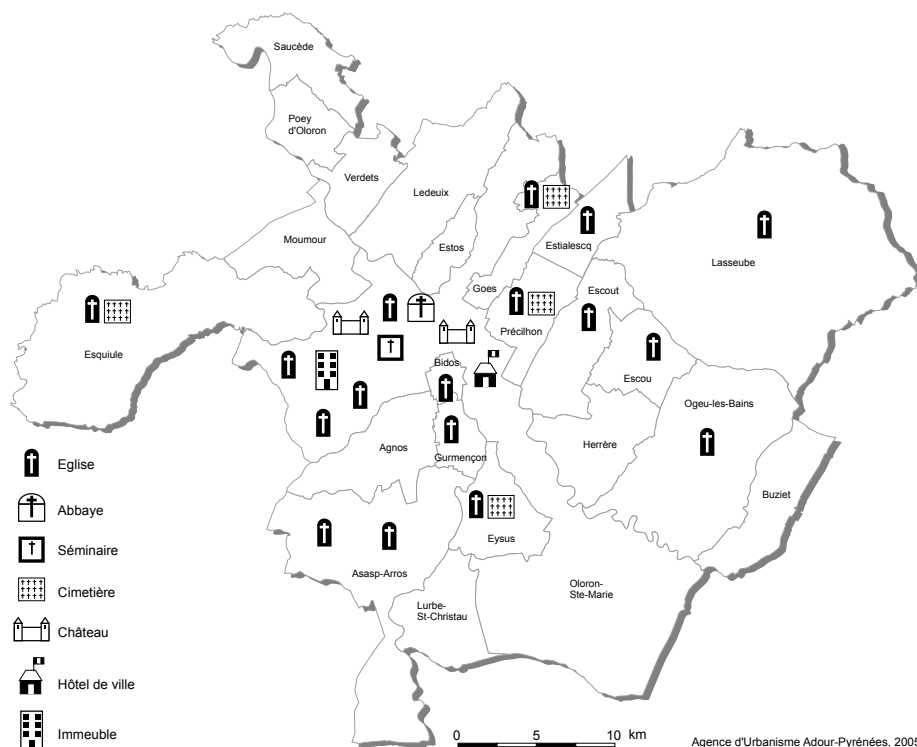 Saucède
Poey
d'Oloron
Verdets
Ledeuix
Moumour
Estos
Estialescq
Lasseube
Goes
Escout
Précilhon
Esquiule
Bidos
Escou
Ogeu-les-Bains
Agnos
Gurmençon
Herrère
Eglise
Abbaye
Buziet
Séminaire
Eysus
Asasp-Arros
Cimetière
Oloron-
Ste-Marie
Lurbe-
St-Christau
Château
Hôtel de ville
Immeuble
0 5 10 km
Agence d'Urbanisme Adour-Pyrénées, 2005